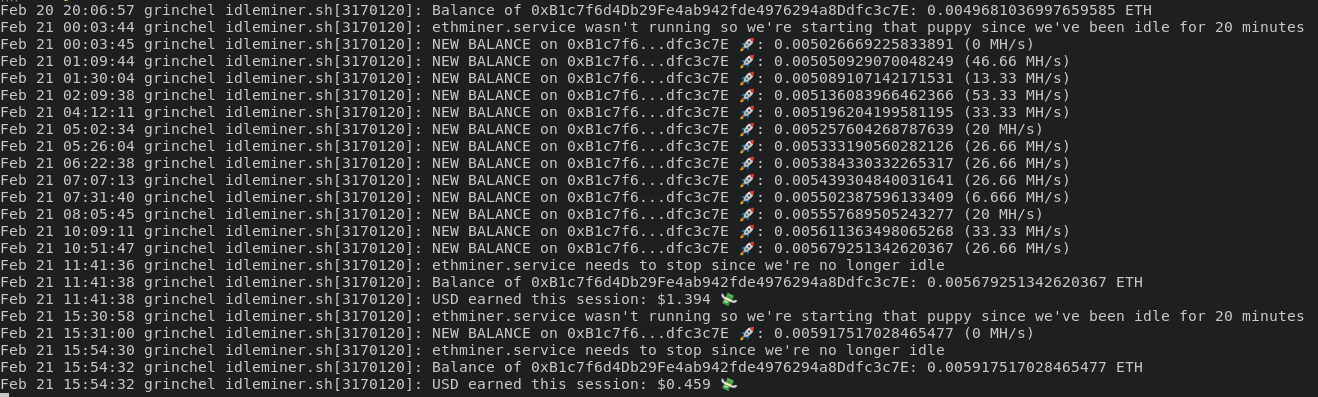 Feb 20 20:06:57 grinchel idleminer.sh[3170120]: Balance of 0xB1c7f6d4Db29Fe4ab942fde4976294a8Ddfc3c7E: 0.0049681036997659585 ETH
Feb 21 00:03:44 grinchel idleminer.sh[3170120]: ethminer.service wasn't running so we're starting that puppy since we've been idle for 20 minutes
Feb 21 00:03:45 grinchel idleminer.sh[3170120]: NEW BALANCE on 0xB1c7f6...dfc3c7E 🚀: 0.005026669225833891 (0 MH/s)
Feb 21 01:09:44 grinchel idleminer.sh[3170120]: NEW BALANCE on 0xB1c7f6...dfc3c7E 🚀: 0.005050929070048249 (46.66 MH/s)
Feb 21 01:30:04 grinchel idleminer.sh[3170120]: NEW BALANCE on 0xB1c7f6...dfc3c7E 🚀: 0.005089107142171531 (13.33 MH/s)
Feb 21 02:09:38 grinchel idleminer.sh[3170120]: NEW BALANCE on 0xB1c7f6...dfc3c7E 🚀: 0.005136083966462366 (53.33 MH/s)
Feb 21 04:12:11 grinchel idleminer.sh[3170120]: NEW BALANCE on 0xB1c7f6...dfc3c7E 🚀: 0.005196204199581195 (33.33 MH/s)
Feb 21 05:02:34 grinchel idleminer.sh[3170120]: NEW BALANCE on 0xB1c7f6...dfc3c7E 🚀: 0.005257604268787639 (20 MH/s)
Feb 21 05:26:04 grinchel idleminer.sh[3170120]: NEW BALANCE on 0xB1c7f6...dfc3c7E 🚀: 0.005333190560282126 (26.66 MH/s)
Feb 21 06:22:38 grinchel idleminer.sh[3170120]: NEW BALANCE on 0xB1c7f6...dfc3c7E 🚀: 0.005384330332265317 (26.66 MH/s)
Feb 21 07:07:13 grinchel idleminer.sh[3170120]: NEW BALANCE on 0xB1c7f6...dfc3c7E 🚀: 0.005439304840031641 (26.66 MH/s)
Feb 21 07:31:40 grinchel idleminer.sh[3170120]: NEW BALANCE on 0xB1c7f6...dfc3c7E 🚀: 0.005502387596133409 (6.666 MH/s)
Feb 21 08:05:45 grinchel idleminer.sh[3170120]: NEW BALANCE on 0xB1c7f6...dfc3c7E 🚀: 0.005557689505243277 (20 MH/s)
Feb 21 10:09:11 grinchel idleminer.sh[3170120]: NEW BALANCE on 0xB1c7f6...dfc3c7E 🚀: 0.005611363498065268 (33.33 MH/s)
Feb 21 10:51:47 grinchel idleminer.sh[3170120]: NEW BALANCE on 0xB1c7f6...dfc3c7E 🚀: 0.005679251342620367 (26.66 MH/s)
Feb 21 11:41:36 grinchel idleminer.sh[3170120]: ethminer.service needs to stop since we're no longer idle
Feb 21 11:41:38 grinchel idleminer.sh[3170120]: Balance of 0xB1c7f6d4Db29Fe4ab942fde4976294a8Ddfc3c7E: 0.005679251342620367 ETH
Feb 21 11:41:38 grinchel idleminer.sh[3170120]: USD earned this session: $1.394 💸
Feb 21 15:30:58 grinchel idleminer.sh[3170120]: ethminer.service wasn't running so we're starting that puppy since we've been idle for 20 minutes
Feb 21 15:31:00 grinchel idleminer.sh[3170120]: NEW BALANCE on 0xB1c7f6...dfc3c7E 🚀: 0.005917517028465477 (0 MH/s)
Feb 21 15:54:30 grinchel idleminer.sh[3170120]: ethminer.service needs to stop since we're no longer idle
Feb 21 15:54:32 grinchel idleminer.sh[3170120]: Balance of 0xB1c7f6d4Db29Fe4ab942fde4976294a8Ddfc3c7E: 0.005917517028465477 ETH
Feb 21 15:54:32 grinchel idleminer.sh[3170120]: USD earned this session: $0.459 💸